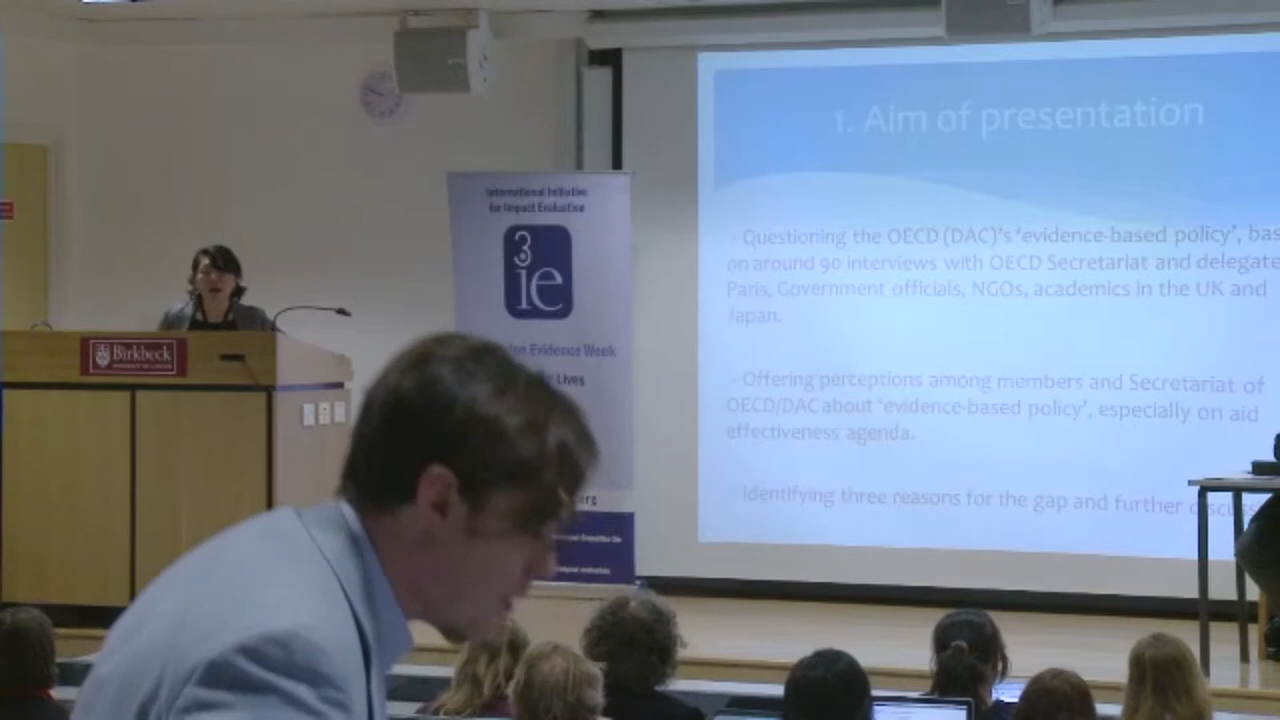 1. Aim of presentation
Questioning the OECD (DAC)'s 'evidence-based policy',
on around 90 interviews with OECD Secretariat and
Paris, Government officials, NGOs, academics in the UK and
Japan.
Offering perceptions among members and Secretariat of
OECD/DAC about 'evidence-based policy', especially on aid
effectiveness agenda.
Identifying three reasons for the gap and further
International Initiative
for Impact Evaluation
3
ie
Evidence Week
Lives
Birkbeck